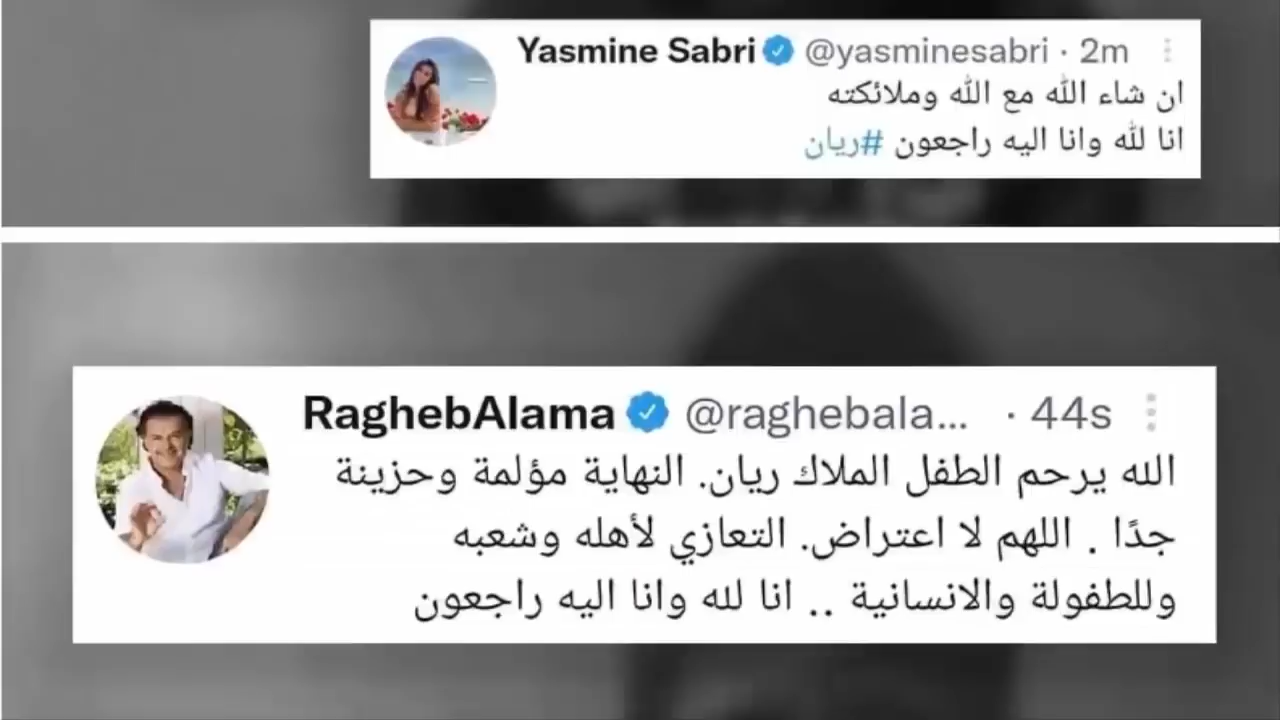 Yasmine Sabri @yasminesabri · 2m
ان شاء الله مع الله وملائكته
انا لله وانا اليه راجعون #ريان
RaghebAlama @raghebala... · 44s
الله يرحم الطفل الملاك ريان. النهاية مؤلمة وحزينة
جدًا . اللهم لا اعتراض. التعازي لأهله وشعبه
وللطفولة والانسانية .. انا لله وانا اليه راجعون